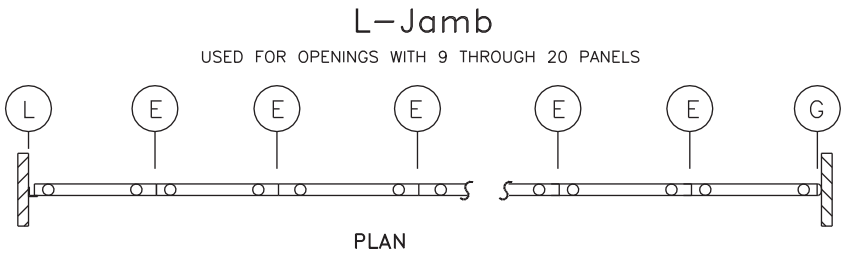 L-Jamb
USED FOR OPENINGS WITH 9 THROUGH 20 PANELS
L E E E E E G
PLAN